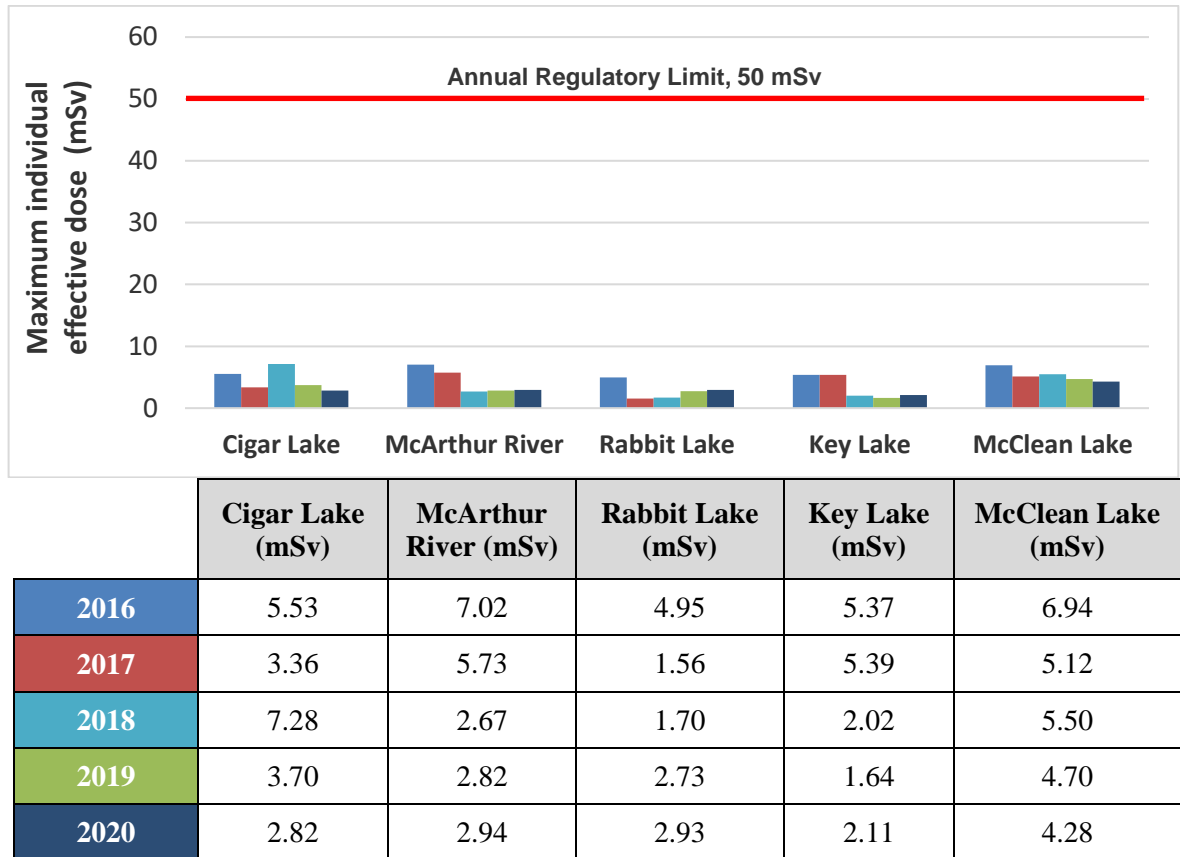 Maximum individual
effective dose (mSv)
60
50
40
30
20
10
0
Annual Regulatory Limit, 50 mSv
Cigar Lake McArthur River Rabbit Lake Key Lake McClean Lake
Cigar Lake (mSv) McArthur River (mSv) Rabbit Lake (mSv) Key Lake (mSv) McClean Lake (mSv)
2016 5.53 7.02 4.95 5.37 6.94
2017 3.36 5.73 1.56 5.39 5.12
2018 7.28 2.67 1.70 2.02 5.50
2019 3.70 2.82 2.73 1.64 4.70
2020 2.82 2.94 2.93 2.11 4.28